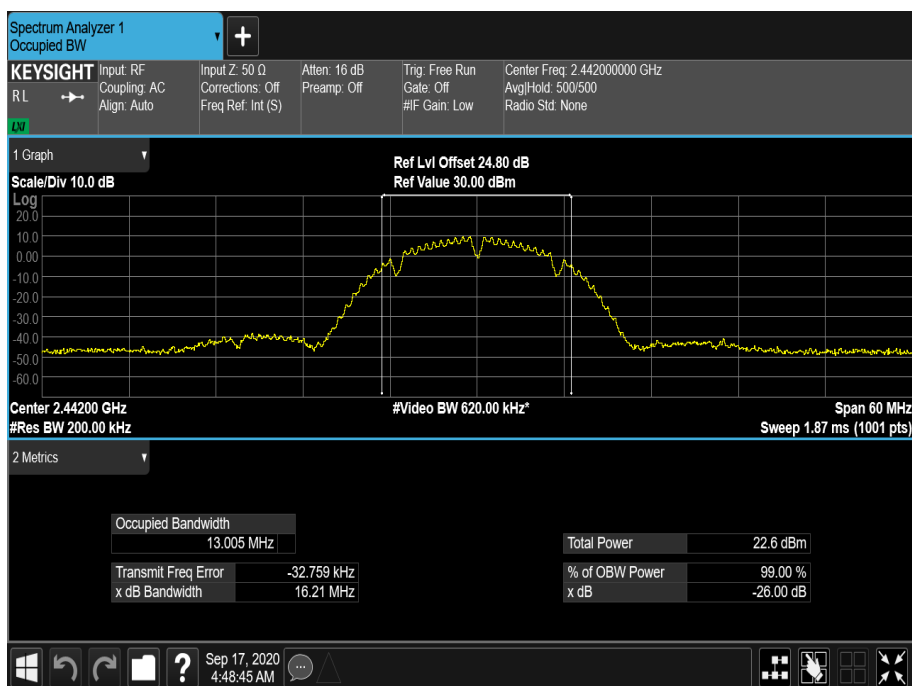 Spectrum Analyzer 1
Occupied BW
KEYSIGHT
RL
LXI
Input: RF
Coupling: AC
Align: Auto
Input Z: 50 Ω
Corrections: Off
Freq Ref: Int (S)
Atten: 16 dB
Preamp: Off
Trig: Free Run
Gate: Off
#IF Gain: Low
Center Freq: 2.442000000 GHz
Avg|Hold: 500/500
Radio Std: None
1 Graph
Scale/Div 10.0 dB
Ref Lvl Offset 24.80 dB
Ref Value 30.00 dBm
Log
20.0
10.0
0.00
-10.0
-20.0
-30.0
-40.0
-50.0
-60.0
Center 2.44200 GHz
#Video BW 620.00 kHz*
Span 60 MHz
#Res BW 200.00 kHz
Sweep 1.87 ms (1001 pts)
2 Metrics
Occupied Bandwidth
13.005 MHz
Total Power 22.6 dBm
Transmit Freq Error -32.759 kHz
% of OBW Power 99.00 %
x dB Bandwidth 16.21 MHz
x dB -26.00 dB
?
Sep 17, 2020
4:48:45 AM